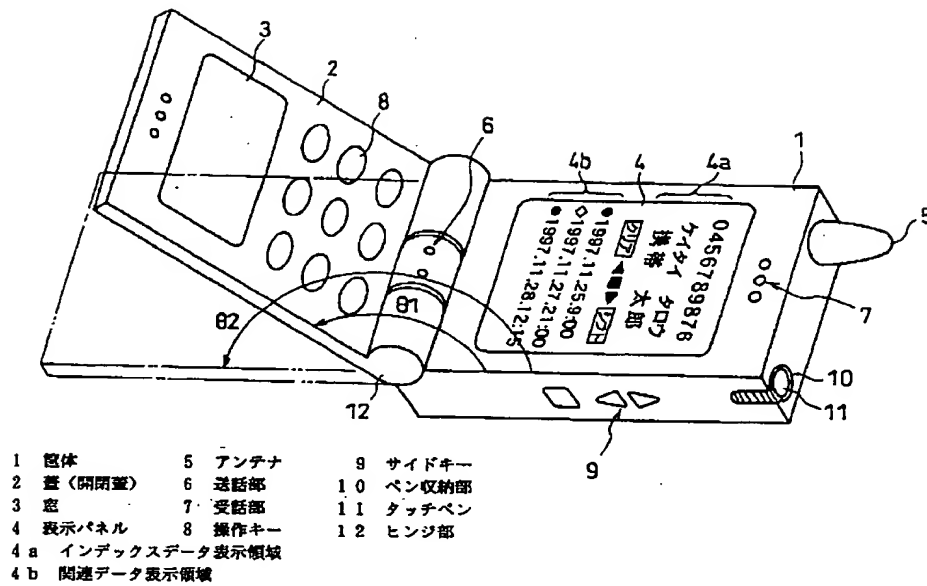 3
2
8
6
4b
4
4a
1
5
0456789876
ケイタイ タロウ
携帯 太郎
クリア ◀■▶
●1997.11.25.9:00
◇1997.11.27.21:00
●1997.11.28.12:15
7
θ2
θ1
10
11
12
9
1 筐体 5 アンテナ 9 サイドキー
2 蓋（開閉蓋） 6 送話部 10 ペン収納部
3 窓 7 受話部 11 タッチペン
4 表示パネル 8 操作キー 12 ヒンジ部
4a インデックスデータ表示領域
4b 関連データ表示領域